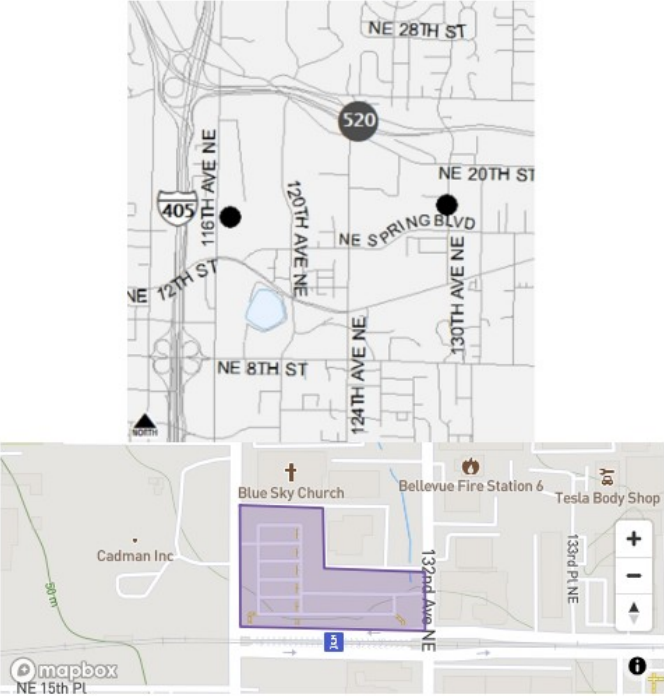 NE 28TH ST
520
NE 20TH ST
405
116TH AVE NE
120TH AVE NE
NE SPRING BLVD
NE 12TH ST
130TH AVE NE
NE 8TH ST
124TH AVE NE
NORTH
Blue Sky Church
Bellevue Fire Station 6
Tesla Body Shop
Cadman Inc
132nd Ave NE
133rd Pl NE
50 m
+
−
mapbox
i
NE 15th Pl